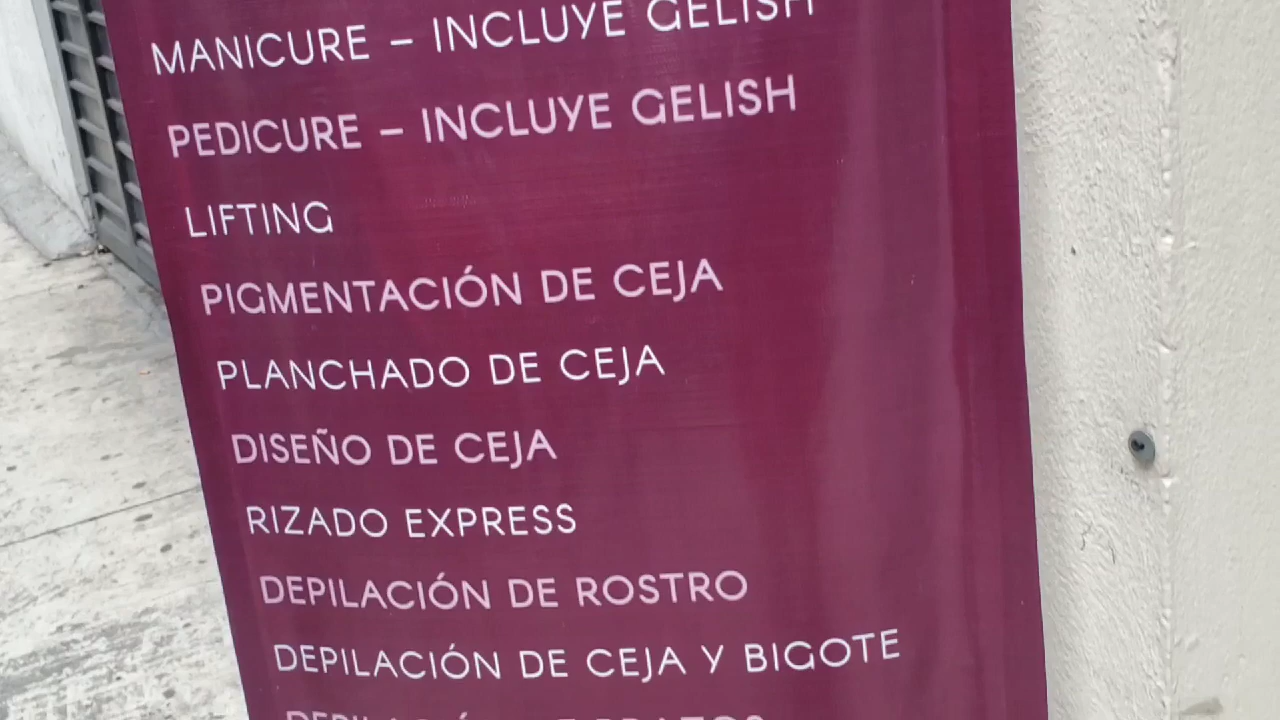 MANICURE – INCLUYE GELISH
PEDICURE – INCLUYE GELISH
LIFTING
PIGMENTACIÓN DE CEJA
PLANCHADO DE CEJA
DISEÑO DE CEJA
RIZADO EXPRESS
DEPILACIÓN DE ROSTRO
DEPILACIÓN DE CEJA Y BIGOTE